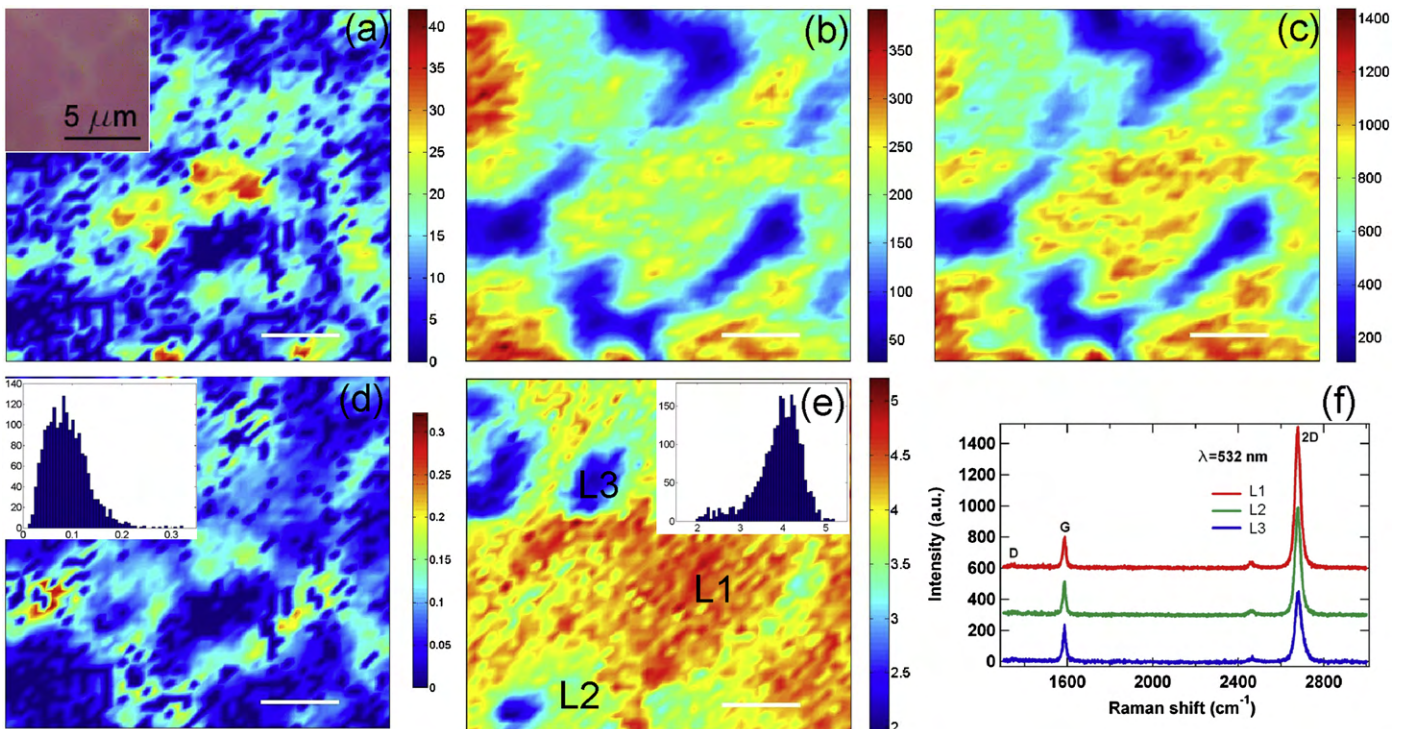 (a)
5 μm
40
35
30
25
20
15
10
5
0
(b)
350
300
250
200
150
100
50
(c)
1400
1200
1000
800
600
400
200
(d)
140
120
100
80
60
40
20
0
0 0.1 0.2 0.3
0.3
0.25
0.2
0.15
0.1
0.05
0
(e)
150
100
50
0
2 3 4 5
L3
L1
L2
5
4.5
4
3.5
3
2.5
2
(f)
1400
1200
1000
800
600
400
200
0
Intensity (a.u.)
2D
λ=532 nm
L1
L2
L3
G
D
1600 2000 2400 2800
Raman shift (cm⁻¹)